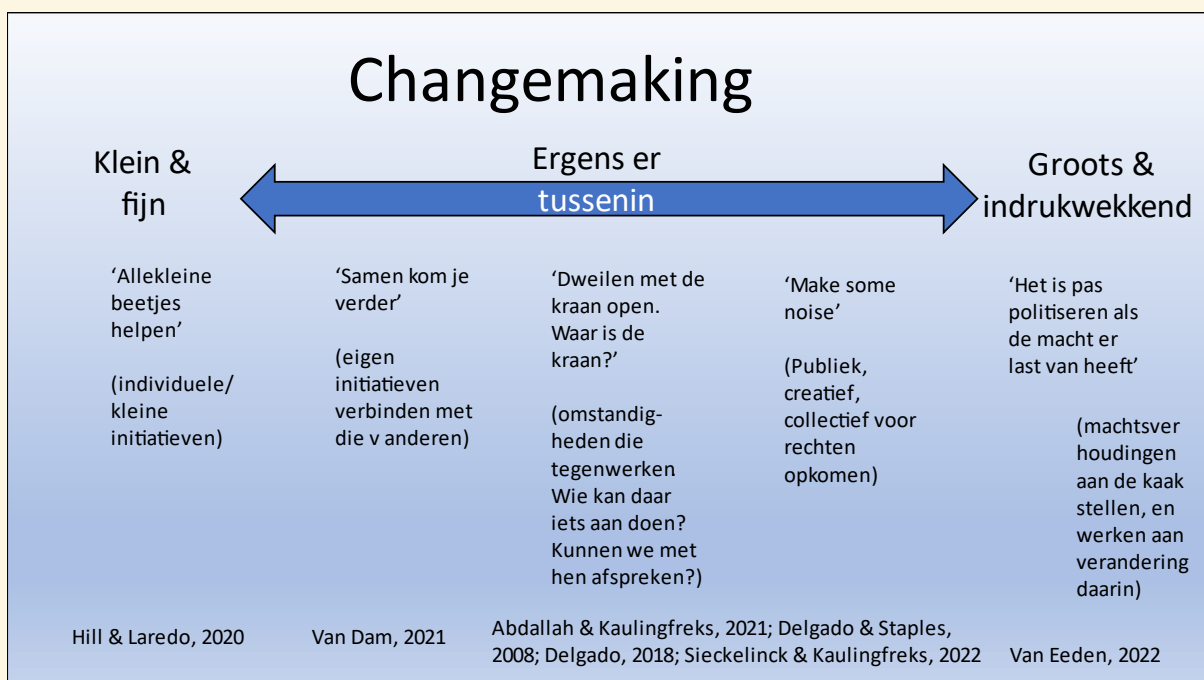 Changemaking
Klein &
fijn
Ergens er
tussenin
Groots &
indrukwekkend
‘Allekleine
beetjes
helpen’
(individuele/
kleine
initiatieven)
‘Samen kom je
verder’
(eigen
initiatieven
verbinden met
die v anderen)
‘Dweilen met de
kraan open.
Waar is de
kraan?’
(omstandig-
heden die
tegenwerken
Wie kan daar
iets aan doen?
Kunnen we met
hen afspreken?)
‘Make some
noise’
(Publiek,
creatief,
collectief voor
rechten
opkomen)
‘Het is pas
politiseren als
de macht er
last van heeft’
(machtsver
houdingen
aan de kaak
stellen, en
werken aan
verandering
daarin)
Hill & Laredo, 2020
Van Dam, 2021
Abdallah & Kaulingfreks, 2021; Delgado & Staples,
2008; Delgado, 2018; Sieckelinck & Kaulingfreks, 2022
Van Eeden, 2022